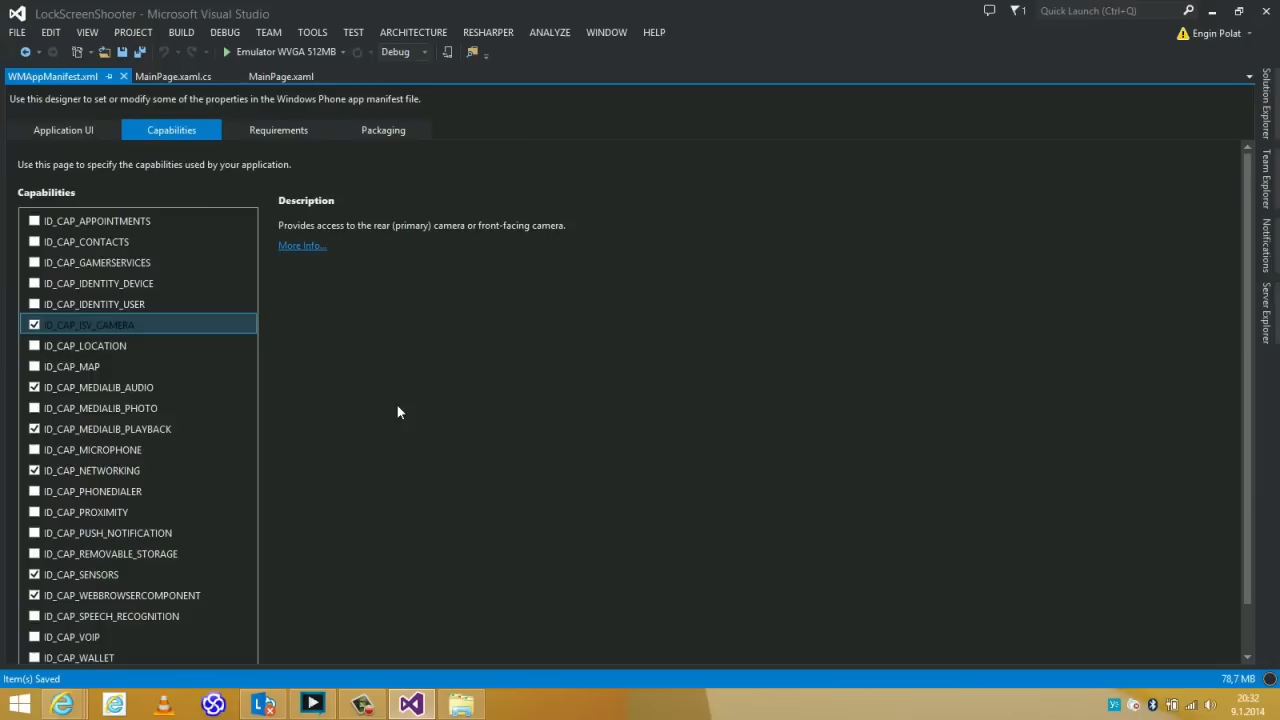 LockScreenShooter - Microsoft Visual Studio
1
Quick Launch (Ctrl+Q)
FILE EDIT VIEW PROJECT BUILD DEBUG TEAM TOOLS TEST ARCHITECTURE RESHARPER ANALYZE WINDOW HELP
Engin Polat
Emulator WVGA 512MB Debug
WMAppManifest.xml MainPage.xaml.cs MainPage.xaml
Use this designer to set or modify some of the properties in the Windows Phone app manifest file.
Application UI Capabilities Requirements Packaging
Use this page to specify the capabilities used by your application.
Capabilities
ID_CAP_APPOINTMENTS
ID_CAP_CONTACTS
ID_CAP_GAMERSERVICES
ID_CAP_IDENTITY_DEVICE
ID_CAP_IDENTITY_USER
ID_CAP_ISV_CAMERA
ID_CAP_LOCATION
ID_CAP_MAP
ID_CAP_MEDIALIB_AUDIO
ID_CAP_MEDIALIB_PHOTO
ID_CAP_MEDIALIB_PLAYBACK
ID_CAP_MICROPHONE
ID_CAP_NETWORKING
ID_CAP_PHONEDIALER
ID_CAP_PROXIMITY
ID_CAP_PUSH_NOTIFICATION
ID_CAP_REMOVABLE_STORAGE
ID_CAP_SENSORS
ID_CAP_WEBBROWSERCOMPONENT
ID_CAP_SPEECH_RECOGNITION
ID_CAP_VOIP
ID_CAP_WALLET
Description
Provides access to the rear (primary) camera or front-facing camera.
More Info...
Solution Explorer
Team Explorer
Notifications
Server Explorer
Item(s) Saved
78,7 MB
20:32
9.1.2014